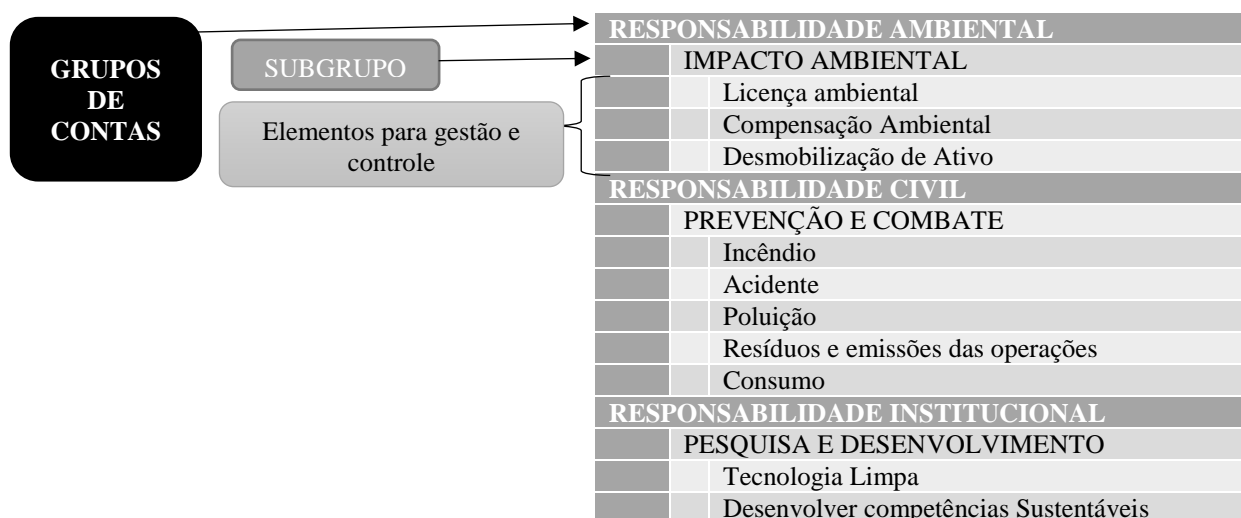 GRUPOS
DE
CONTAS
SUBGRUPO
Elementos para gestão e
controle
RESPONSABILIDADE AMBIENTAL
IMPACTO AMBIENTAL
Licença ambiental
Compensação Ambiental
Desmobilização de Ativo
RESPONSABILIDADE CIVIL
PREVENÇÃO E COMBATE
Incêndio
Acidente
Poluição
Resíduos e emissões das operações
Consumo
RESPONSABILIDADE INSTITUCIONAL
PESQUISA E DESENVOLVIMENTO
Tecnologia Limpa
Desenvolver competências Sustentáveis